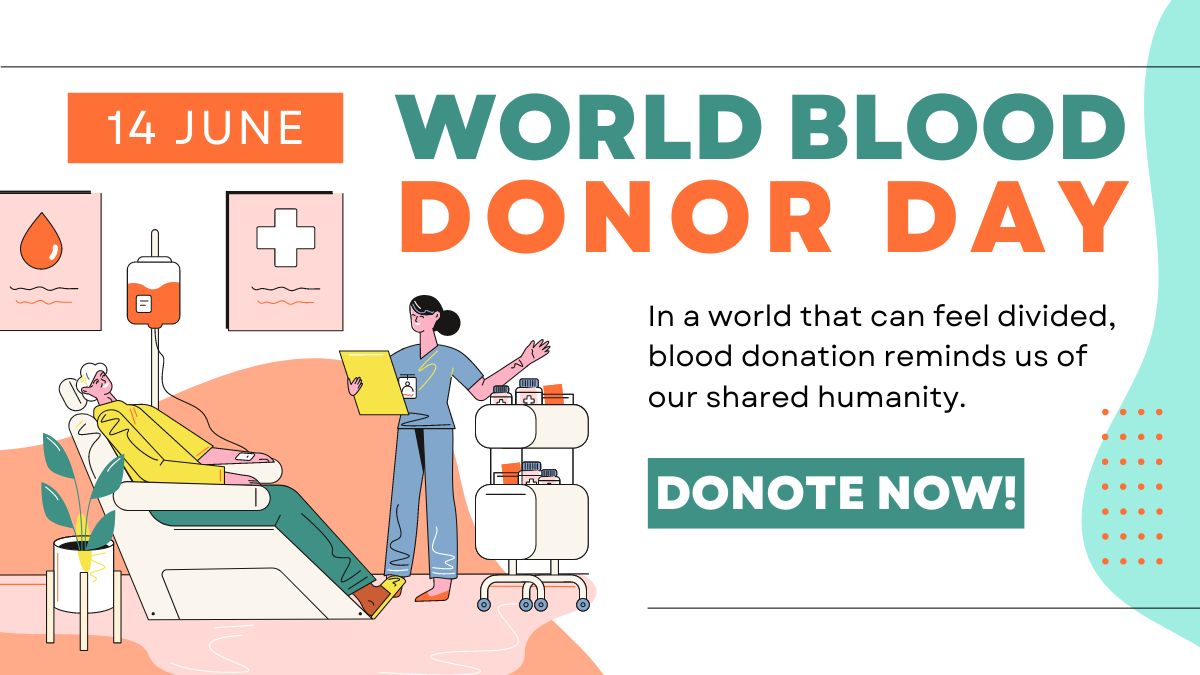 14 JUNE
WORLD BLOOD
DONOR DAY
In a world that can feel divided,
blood donation reminds us of
our shared humanity.
DONOTE NOW!